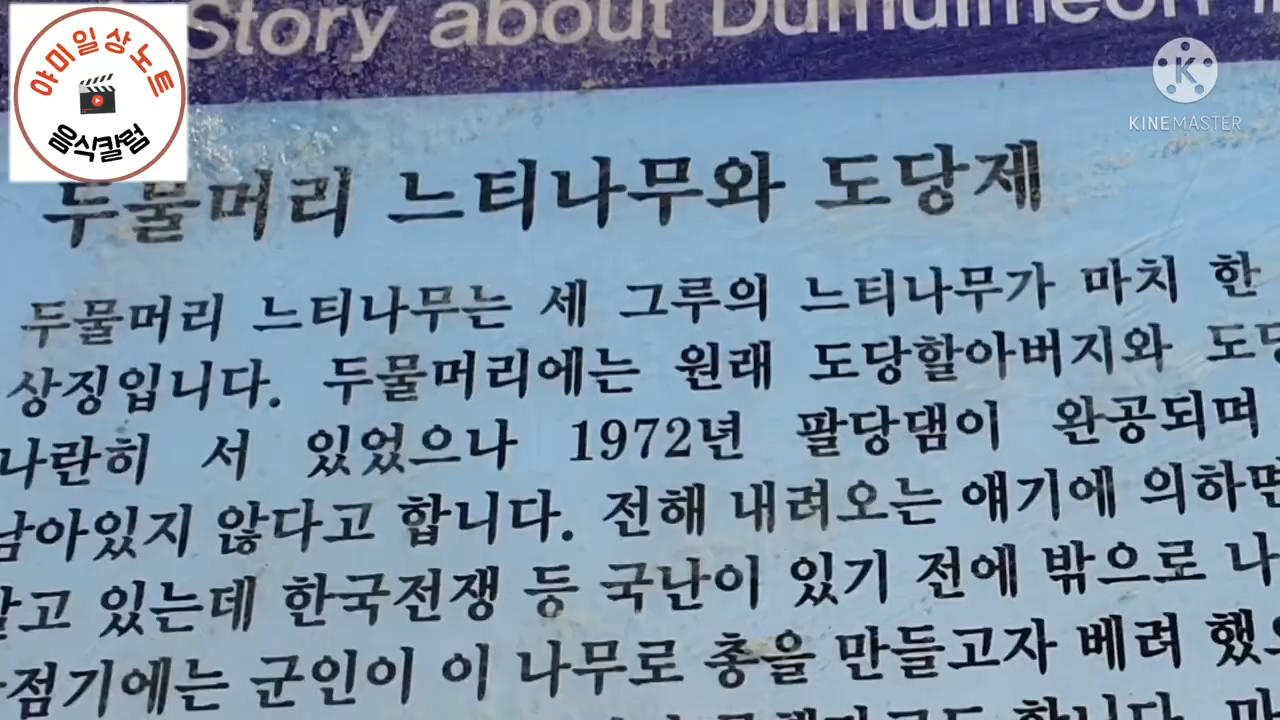 Story about Dumulmeori
야미일상노트
음식칼럼
KINEMASTER
두물머리 느티나무와 도당제
두물머리 느티나무는 세 그루의 느티나무가 마치 한
상징입니다. 두물머리에는 원래 도당할아버지와
나란히 서 있었으나 1972년 팔당댐이 완공되며
남아있지 않다고 합니다. 전해 내려오는 얘기에 의하면
있는데 한국전쟁 등 국난이 있기 전에 밖으로 나
점기에는 군인이 이 나무로 총을 만들고자 베려 했
합니다.